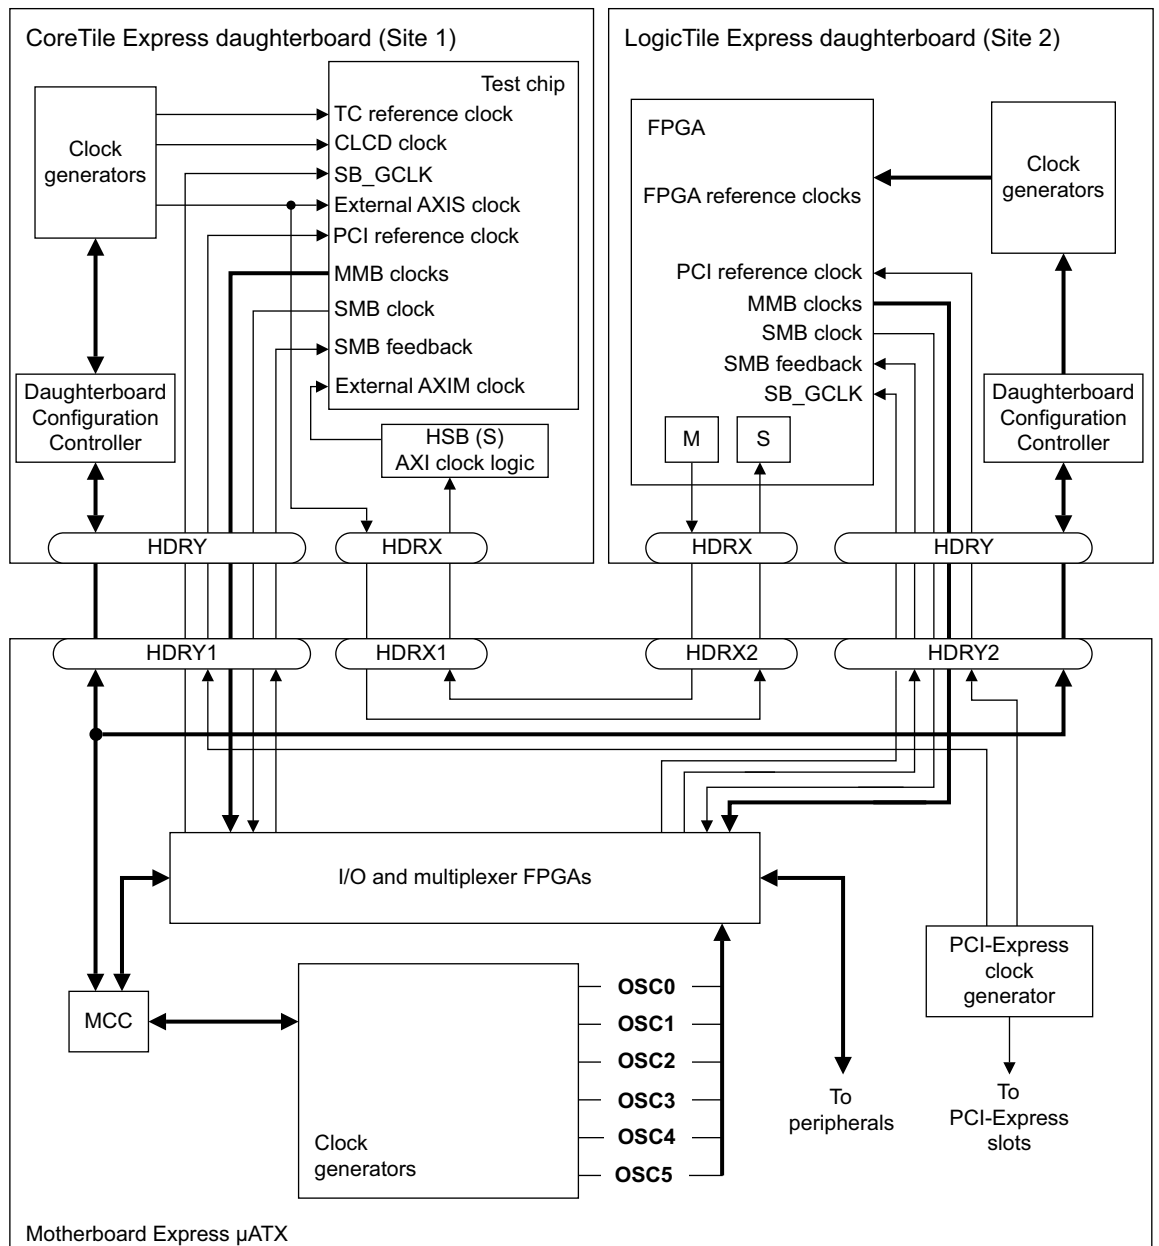 CoreTile Express daughterboard (Site 1)
Test chip
Clock
generators
TC reference clock
CLCD clock
SB_GCLK
External AXIS clock
PCI reference clock
MMB clocks
SMB clock
SMB feedback
External AXIM clock
Daughterboard
Configuration
Controller
HSB (S)
AXI clock logic
HDRY
HDRX
LogicTile Express daughterboard (Site 2)
FPGA
FPGA reference clocks
Clock
generators
PCI reference clock
MMB clocks
SMB clock
SMB feedback
SB_GCLK
Daughterboard
Configuration
Controller
M
S
HDRX
HDRY
HDRY1
HDRX1
HDRX2
HDRY2
I/O and multiplexer FPGAs
MCC
Clock
generators
OSC0
OSC1
OSC2
OSC3
OSC4
OSC5
To
peripherals
PCI-Express
clock
generator
To
PCI-Express
slots
Motherboard Express µATX